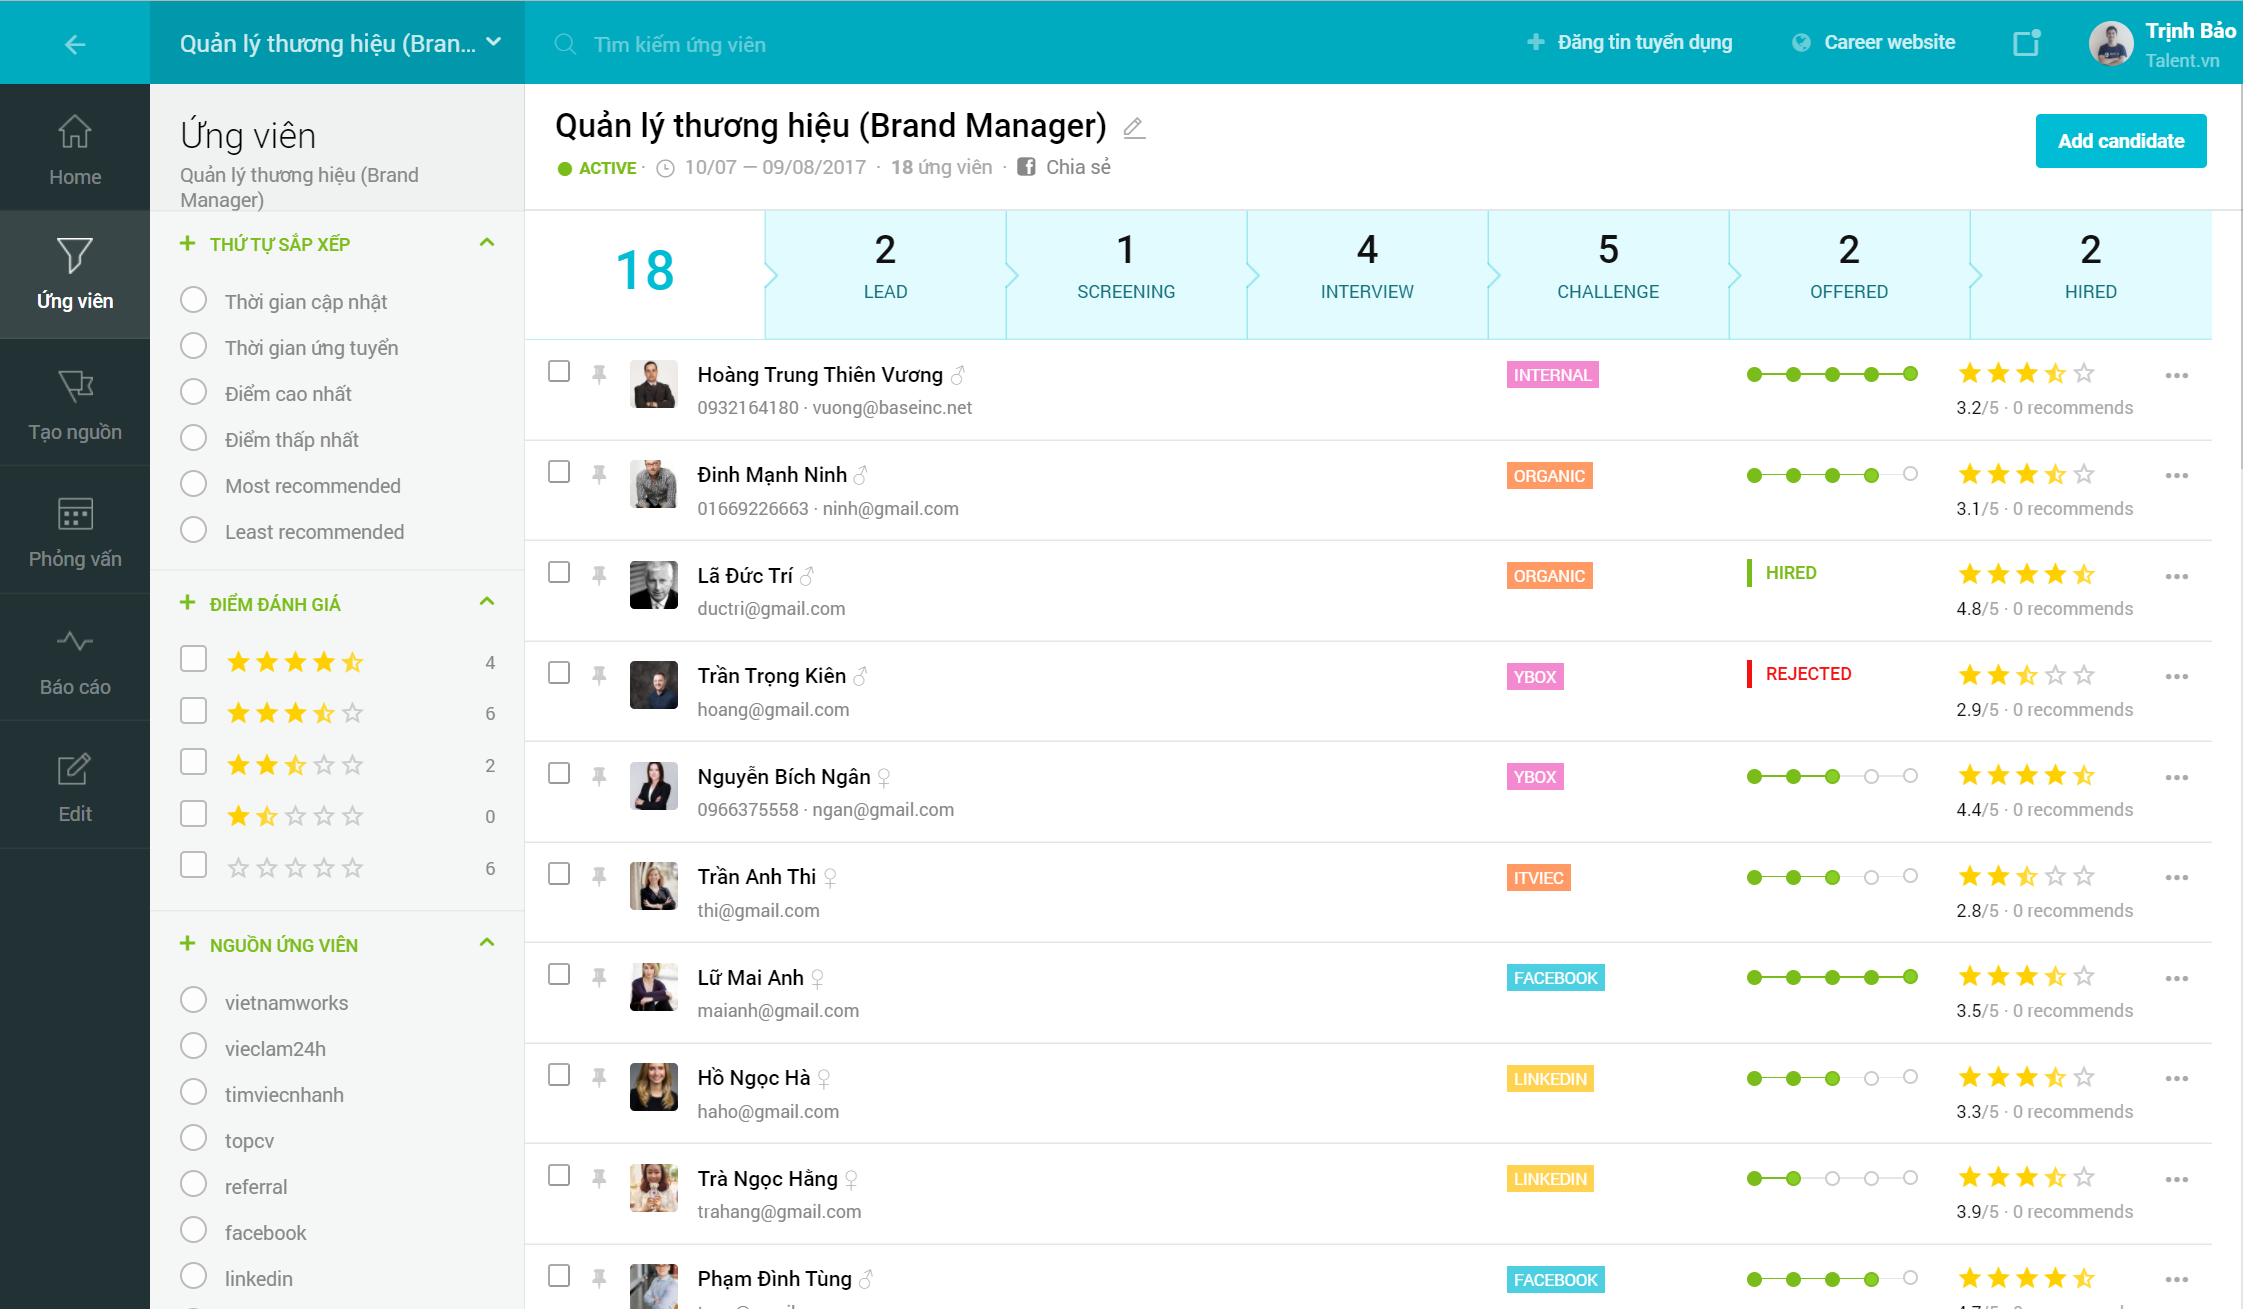 Quản lý thương hiệu (Bran...
Tìm kiếm ứng viên
Đăng tin tuyển dụng
Career website
Trịnh Bảo
Talent.vn
Home
Ứng viên
Tạo nguồn
Phỏng vấn
Báo cáo
Edit
Ứng viên
Quản lý thương hiệu (Brand
Manager)
THỨ TỰ SẮP XẾP
Thời gian cập nhật
Thời gian ứng tuyển
Điểm cao nhất
Điểm thấp nhất
Most recommended
Least recommended
ĐIỂM ĐÁNH GIÁ
4
6
2
0
6
NGUỒN ỨNG VIÊN
vietnamworks
vieclam24h
timviecnhanh
topcv
referral
facebook
linkedin
Quản lý thương hiệu (Brand Manager)
ACTIVE · 10/07 — 09/08/2017 · 18 ứng viên · Chia sẻ
Add candidate
18
2
LEAD
1
SCREENING
4
INTERVIEW
5
CHALLENGE
2
OFFERED
2
HIRED
Hoàng Trung Thiên Vương
0932164180 · vuong@baseinc.net
INTERNAL
3.2/5 · 0 recommends
Đinh Mạnh Ninh
01669226663 · ninh@gmail.com
ORGANIC
3.1/5 · 0 recommends
Lã Đức Trí
ductri@gmail.com
ORGANIC
HIRED
4.8/5 · 0 recommends
Trần Trọng Kiên
hoang@gmail.com
YBOX
REJECTED
2.9/5 · 0 recommends
Nguyễn Bích Ngân
0966375558 · ngan@gmail.com
YBOX
4.4/5 · 0 recommends
Trần Anh Thi
thi@gmail.com
ITVIEC
2.8/5 · 0 recommends
Lữ Mai Anh
maianh@gmail.com
FACEBOOK
3.5/5 · 0 recommends
Hồ Ngọc Hà
haho@gmail.com
LINKEDIN
3.3/5 · 0 recommends
Trà Ngọc Hằng
trahang@gmail.com
LINKEDIN
3.9/5 · 0 recommends
Phạm Đình Tùng
FACEBOOK